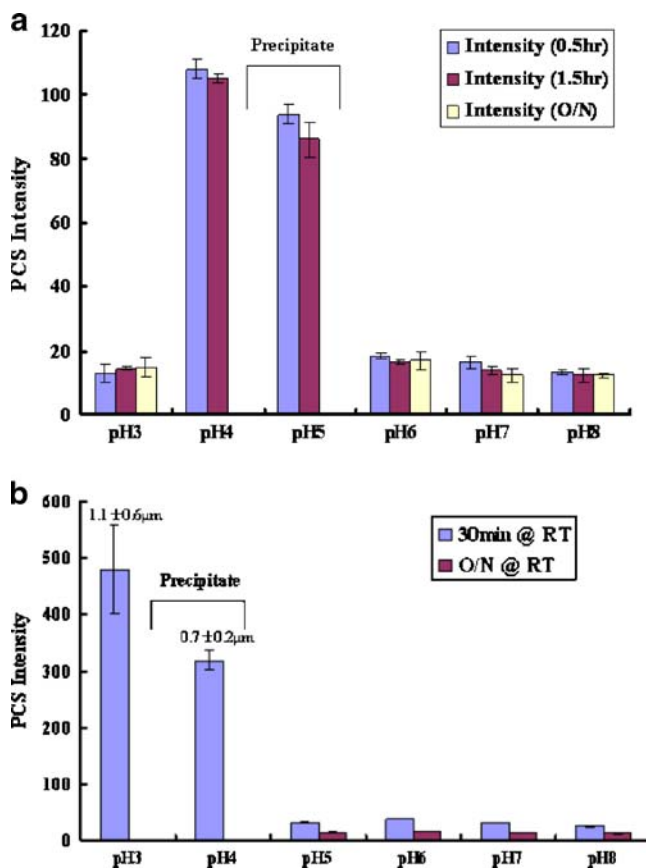 a
120
100
80
60
40
20
0
PCS Intensity
Precipitate
Intensity (0.5hr)
Intensity (1.5hr)
Intensity (O/N)
pH3 pH4 pH5 pH6 pH7 pH8
b
600
500
400
300
200
100
0
PCS Intensity
1.1±0.6μm
Precipitate
0.7±0.2μm
30min @ RT
O/N @ RT
pH3 pH4 pH5 pH6 pH7 pH8